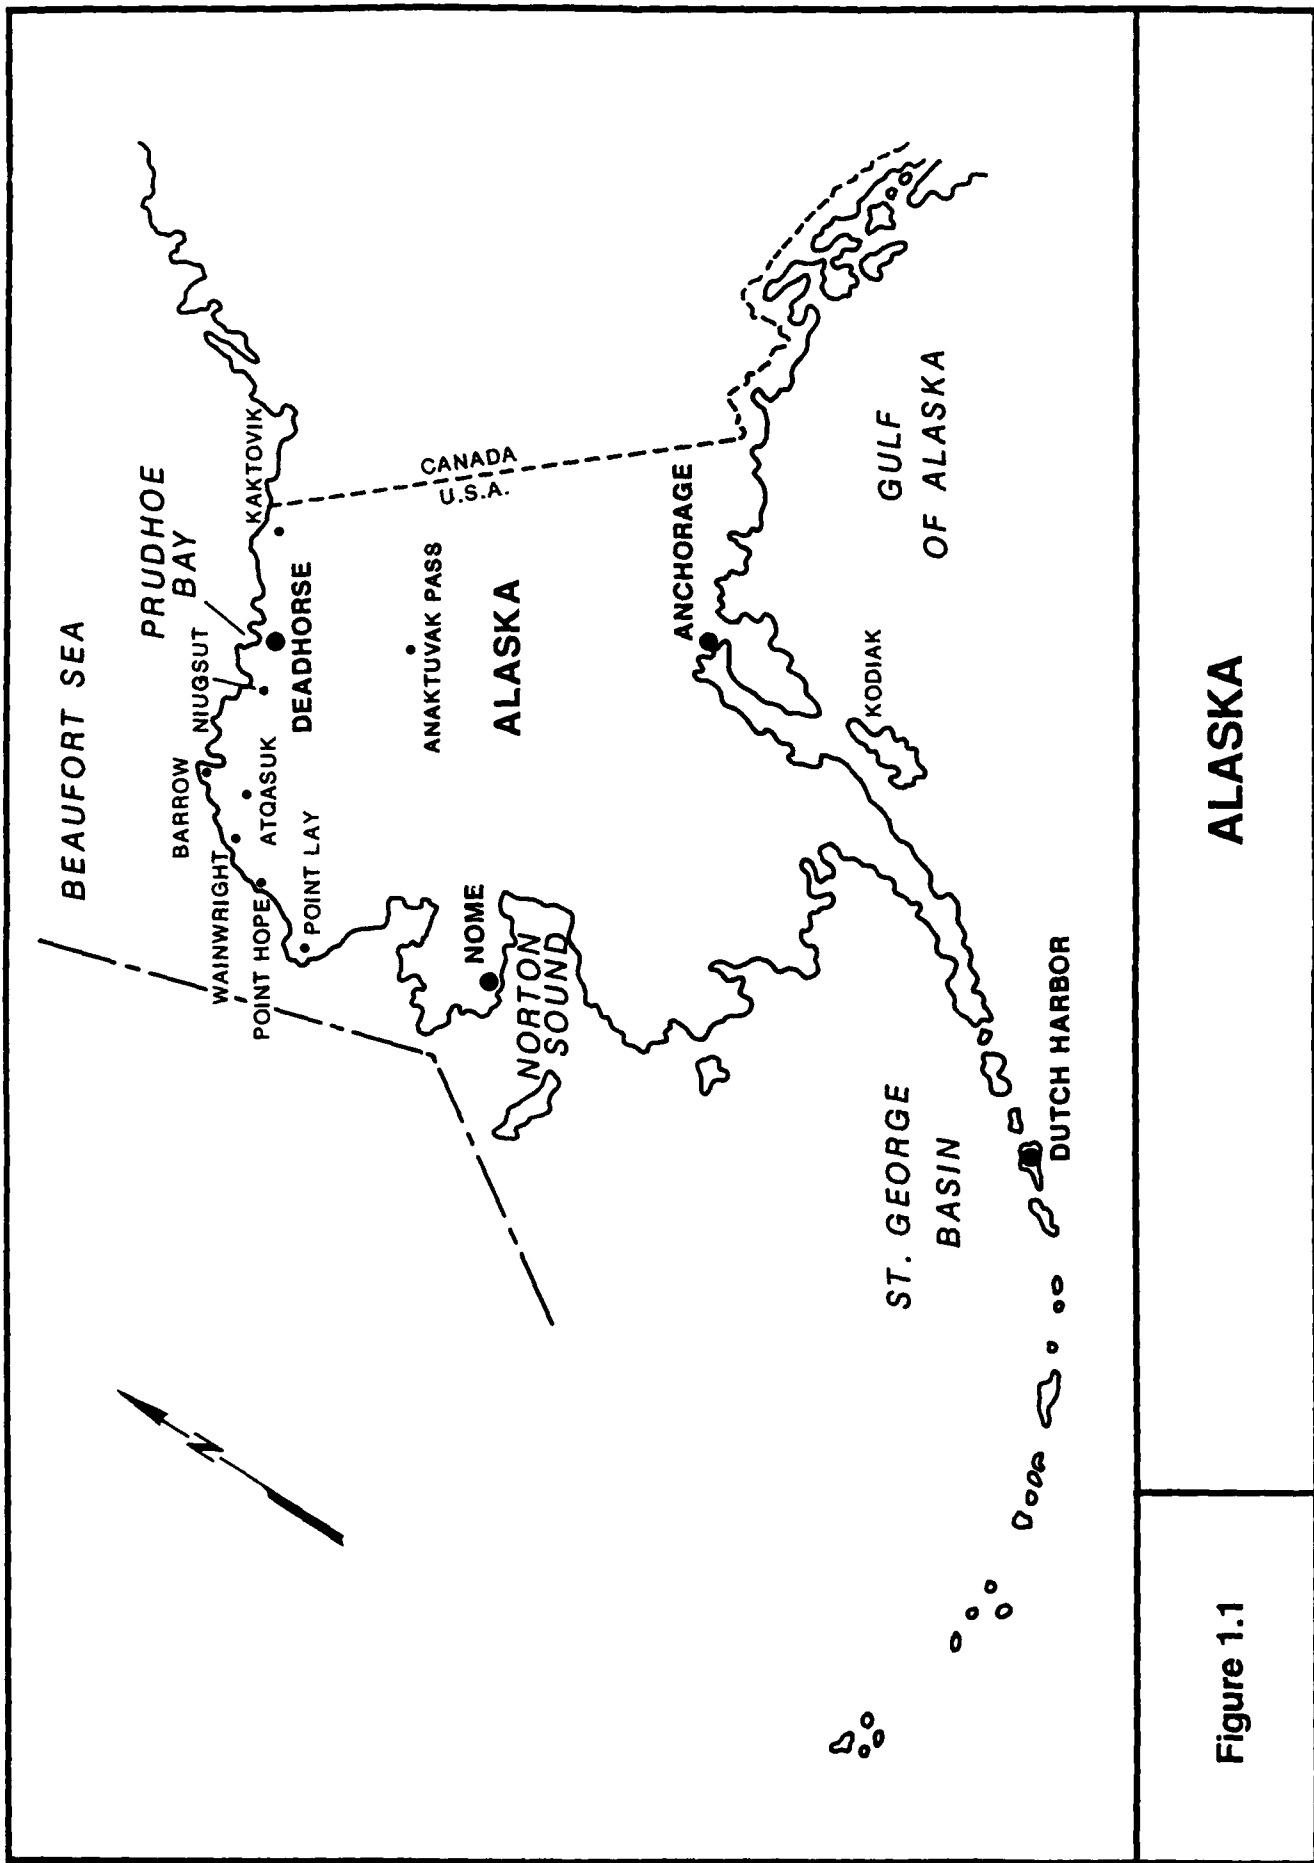 BEAUFORT SEA
PRUDHOE
BAY
BARROW
NIUGSUT
KAKTOVIK
WAINWRIGHT
ATQASUK
DEADHORSE
POINT HOPE
POINT LAY
CANADA
U.S.A.
ANAKTUVAK PASS
ALASKA
NOME
NORTON
SOUND
ANCHORAGE
KODIAK
GULF
OF ALASKA
ST. GEORGE
BASIN
DUTCH HARBOR
N
Figure 1.1
ALASKA